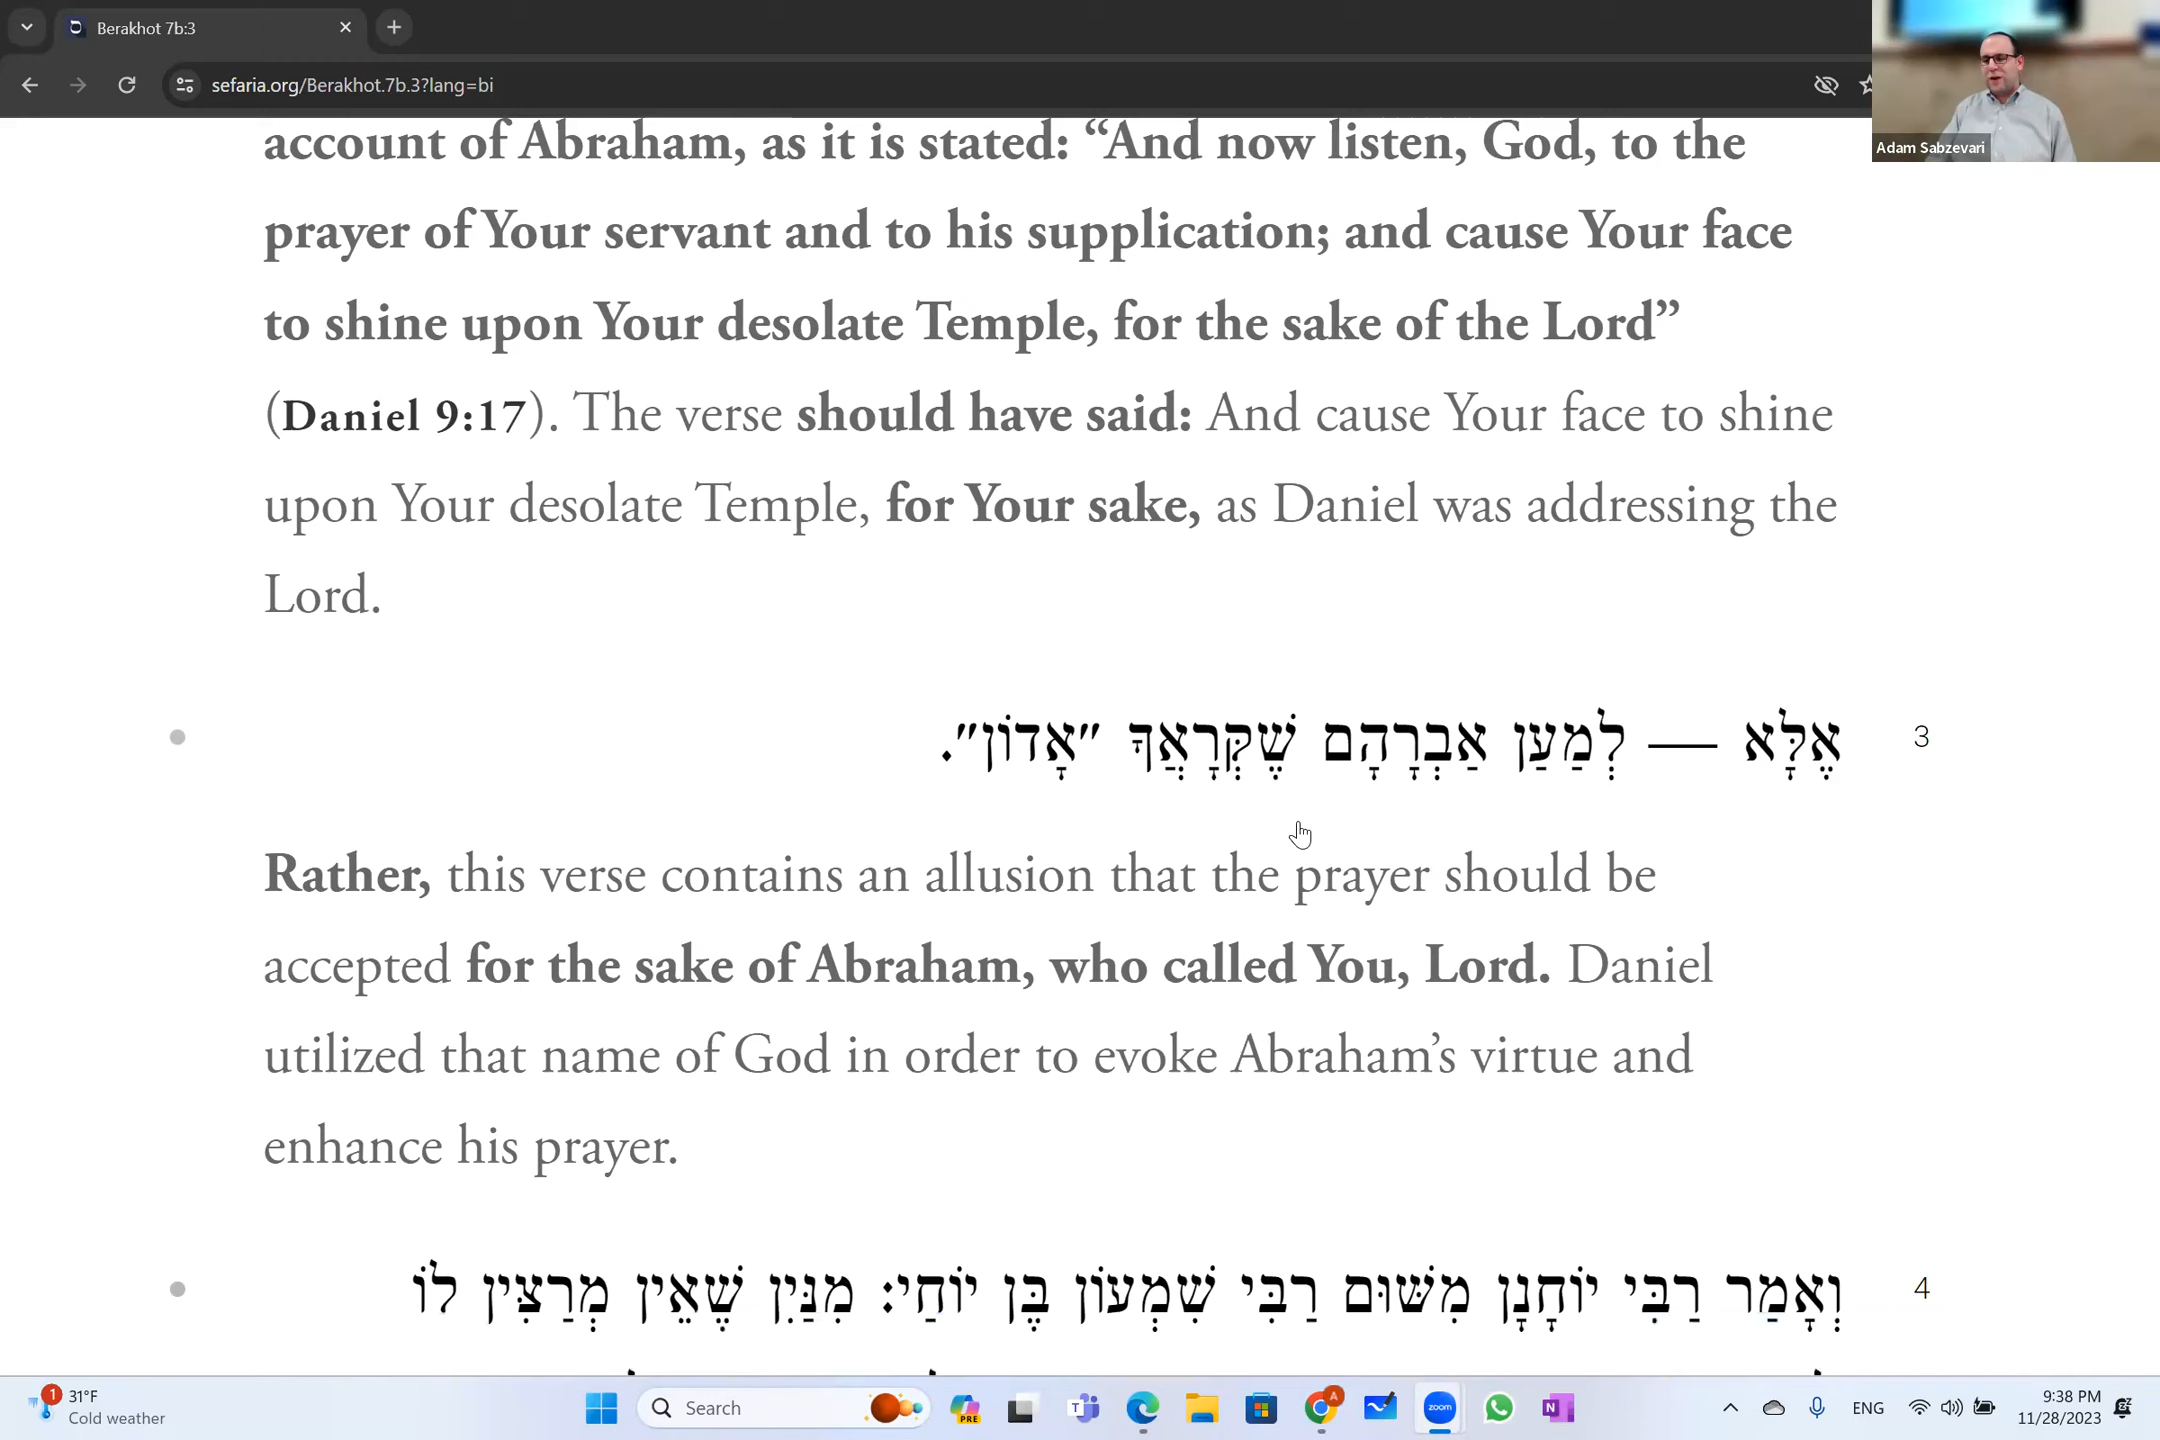 Berakhot 7b:3
sefaria.org/Berakhot.7b.3?lang=bi
Adam Sabzevari
account of Abraham, as it is stated: “And now listen, God, to the
prayer of Your servant and to his supplication; and cause Your face
to shine upon Your desolate Temple, for the sake of the Lord”
(Daniel 9:17). The verse should have said: And cause Your face to shine
upon Your desolate Temple, for Your sake, as Daniel was addressing the
Lord.
3
אֶלָּא — לְמַעַן אַבְרָהָם שֶׁקְּרָאֲךָ ״אָדוֹן״.
Rather, this verse contains an allusion that the prayer should be
accepted for the sake of Abraham, who called You, Lord. Daniel
utilized that name of God in order to evoke Abraham’s virtue and
enhance his prayer.
4
וְאָמַר רַבִּי יוֹחָנָן מִשּׁוּם רַבִּי שִׁמְעוֹן בֶּן יוֹחַי: מִנַּיִן שֶׁאֵין מְרַצִּין לוֹ
1
31°F
Cold weather
Search
PRE
T
A
zoom
N
ENG
9:38 PM
11/28/2023